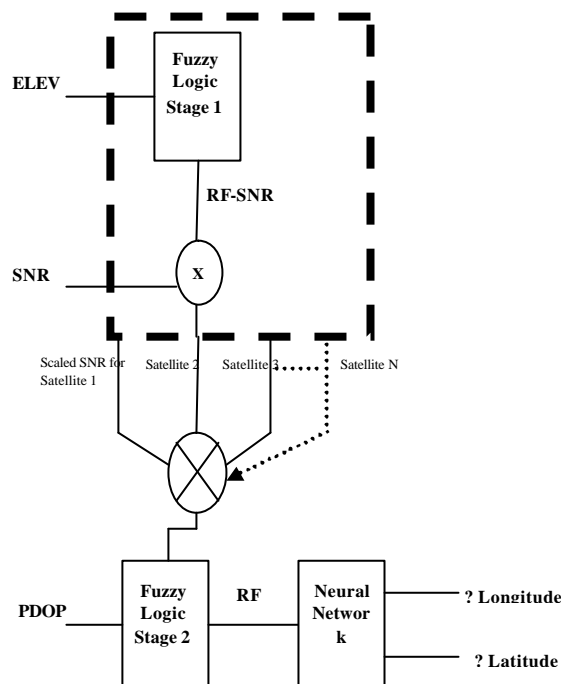 Fuzzy
Logic
Stage 1
ELEV
RF-SNR
SNR
X
Scaled SNR for
Satellite 1
Satellite 2
Satellite 3
Satellite N
Fuzzy
Logic
Stage 2
PDOP
RF
Neural
Networ
k
? Longitude
? Latitude